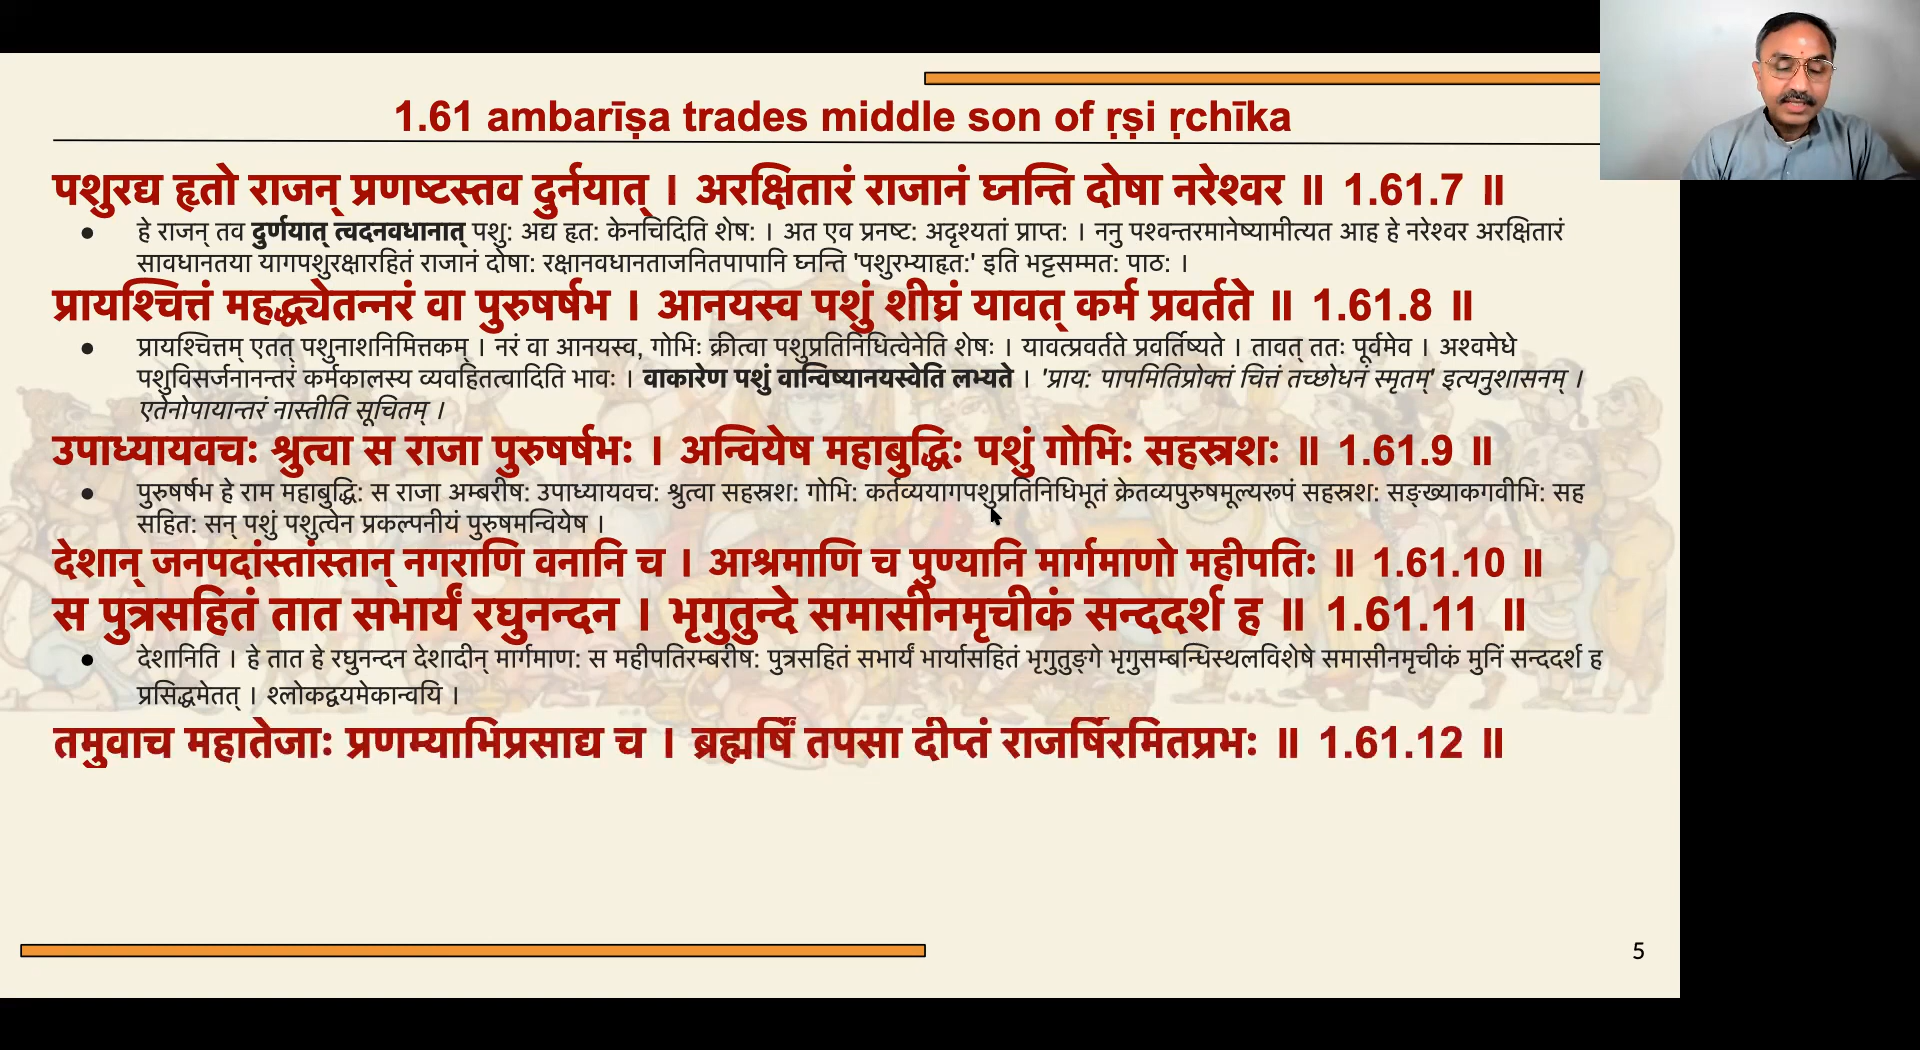 1.61 ambarīṣa trades middle son of ṛṣi ṛchīka
पशुरद्य हृतो राजन् प्रणष्टस्तव दुर्नयात् । अरक्षितारं राजानं घ्नन्ति दोषा नरेश्वर ॥ 1.61.7 ॥
● हे राजन् तव दुर्णयात् त्वदनवधानात् पशु: अद्य हृत: केनचिदिति शेष: । अत एव प्रनष्ट: अदृश्यतां प्राप्त: । ननु पश्वन्तरमानेष्यामीत्यत आह हे नरेश्वर अरक्षितारं
सावधानतया यागपशुरक्षारहितं राजानं दोषा: रक्षानवधानताजनितपापानि घ्नन्ति 'पशुरभ्याहृत:' इति भट्टसम्मत: पाठ: ।
प्रायश्चित्तं महद्ध्येतन्नरं वा पुरुषर्षभ । आनयस्व पशुं शीघ्रं यावत् कर्म प्रवर्तते ॥ 1.61.8 ॥
● प्रायश्चित्तम् एतत् पशुनाशनिमित्तकम् । नरं वा आनयस्व, गोभिः क्रीत्वा पशुप्रतिनिधित्वेनेति शेषः । यावत्प्रवर्तते प्रवर्तिष्यते । तावत् ततः पूर्वमेव । अश्वमेधे
पशुविसर्जनानन्तरं कर्मकालस्य व्यवहितत्वादिति भावः । वाकारेण पशुं वान्विष्यानयस्वेति लभ्यते । 'प्राय: पापमितिप्रोक्तं चित्तं तच्छोधनं स्मृतम्' इत्यनुशासनम् ।
एतेनोपायान्तरं नास्तीति सूचितम् ।
उपाध्यायवचः श्रुत्वा स राजा पुरुषर्षभः । अन्वियेष महाबुद्धिः पशुं गोभिः सहस्रशः ॥ 1.61.9 ॥
● पुरुषर्षभ हे राम महाबुद्धि: स राजा अम्बरीष: उपाध्यायवच: श्रुत्वा सहस्रश: गोभि: कर्तव्ययागपशुप्रतिनिधिभूतं क्रेतव्यपुरुषमूल्यरूपं सहस्रश: सङ्ख्याकगवीभि: सह
सहित: सन् पशुं पशुत्वेन प्रकल्पनीयं पुरुषमन्वियेष ।
देशान् जनपदांस्तांस्तान् नगराणि वनानि च । आश्रमाणि च पुण्यानि मार्गमाणो महीपतिः ॥ 1.61.10 ॥
स पुत्रसहितं तात सभार्यं रघुनन्दन । भृगुतुन्दे समासीनमृचीकं सन्ददर्श ह ॥ 1.61.11 ॥
● देशानिति । हे तात हे रघुनन्दन देशादीन् मार्गमाण: स महीपतिरम्बरीष: पुत्रसहितं सभार्यं भार्यासहितं भृगुतुङ्गे भृगुसम्बन्धिस्थलविशेषे समासीनमृचीकं मुनिं सन्ददर्श ह
प्रसिद्धमेतत् । श्लोकद्वयमेकान्वयि ।
तमुवाच महातेजाः प्रणम्याभिप्रसाद्य च । ब्रह्मर्षिं तपसा दीप्तं राजर्षिरमितप्रभः ॥ 1.61.12 ॥
5